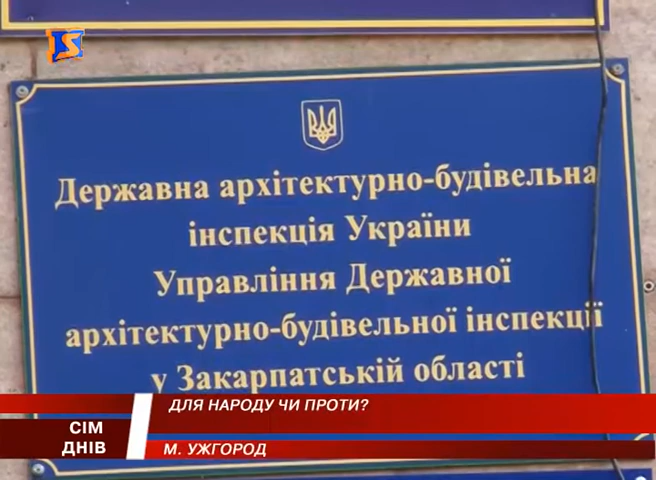 Державна архітектурно-будівельна
інспекція України
Управління Державної
архітектурно-будівельної інспекції
у Закарпатській області
ДЛЯ НАРОДУ ЧИ ПРОТИ?
СІМ
ДНІВ
М. УЖГОРОД